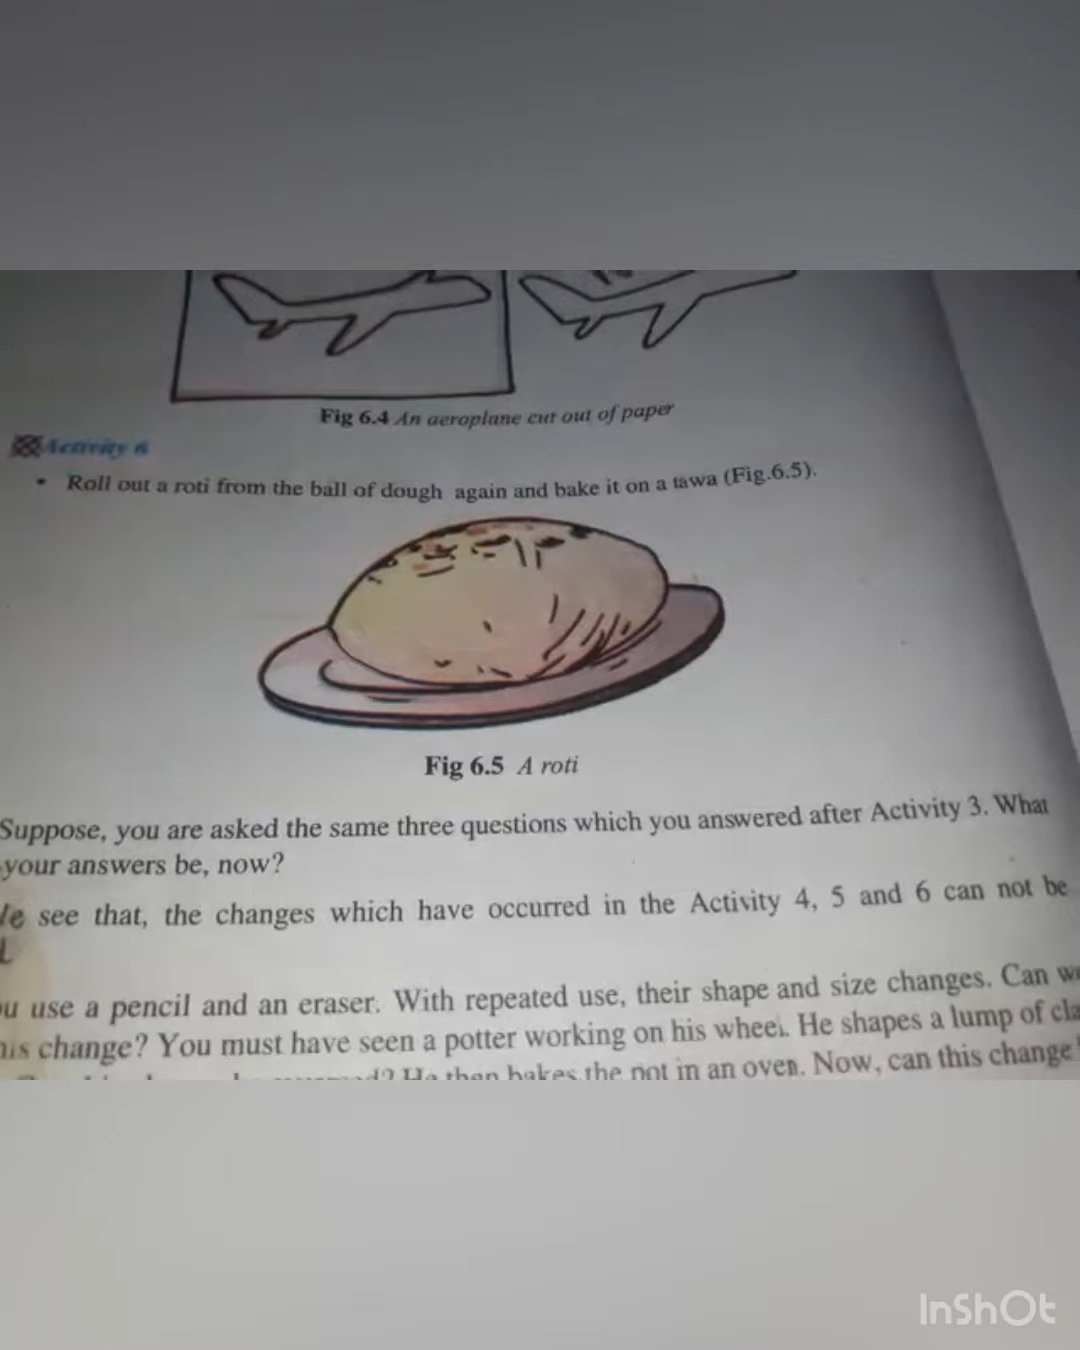 Fig 6.4 An aeroplane cut out of paper
Activity 6
• Roll out a roti from the ball of dough again and bake it on a tawa (Fig.6.5).
Fig 6.5 A roti
Suppose, you are asked the same three questions which you answered after Activity 3. What
your answers be, now?
see that, the changes which have occurred in the Activity 4, 5 and 6 can not be
use a pencil and an eraser. With repeated use, their shape and size changes. Can
change? You must have seen a potter working on his wheel. He shapes a lump of
He then bakes the pot in an oven. Now, can this change
InShOt